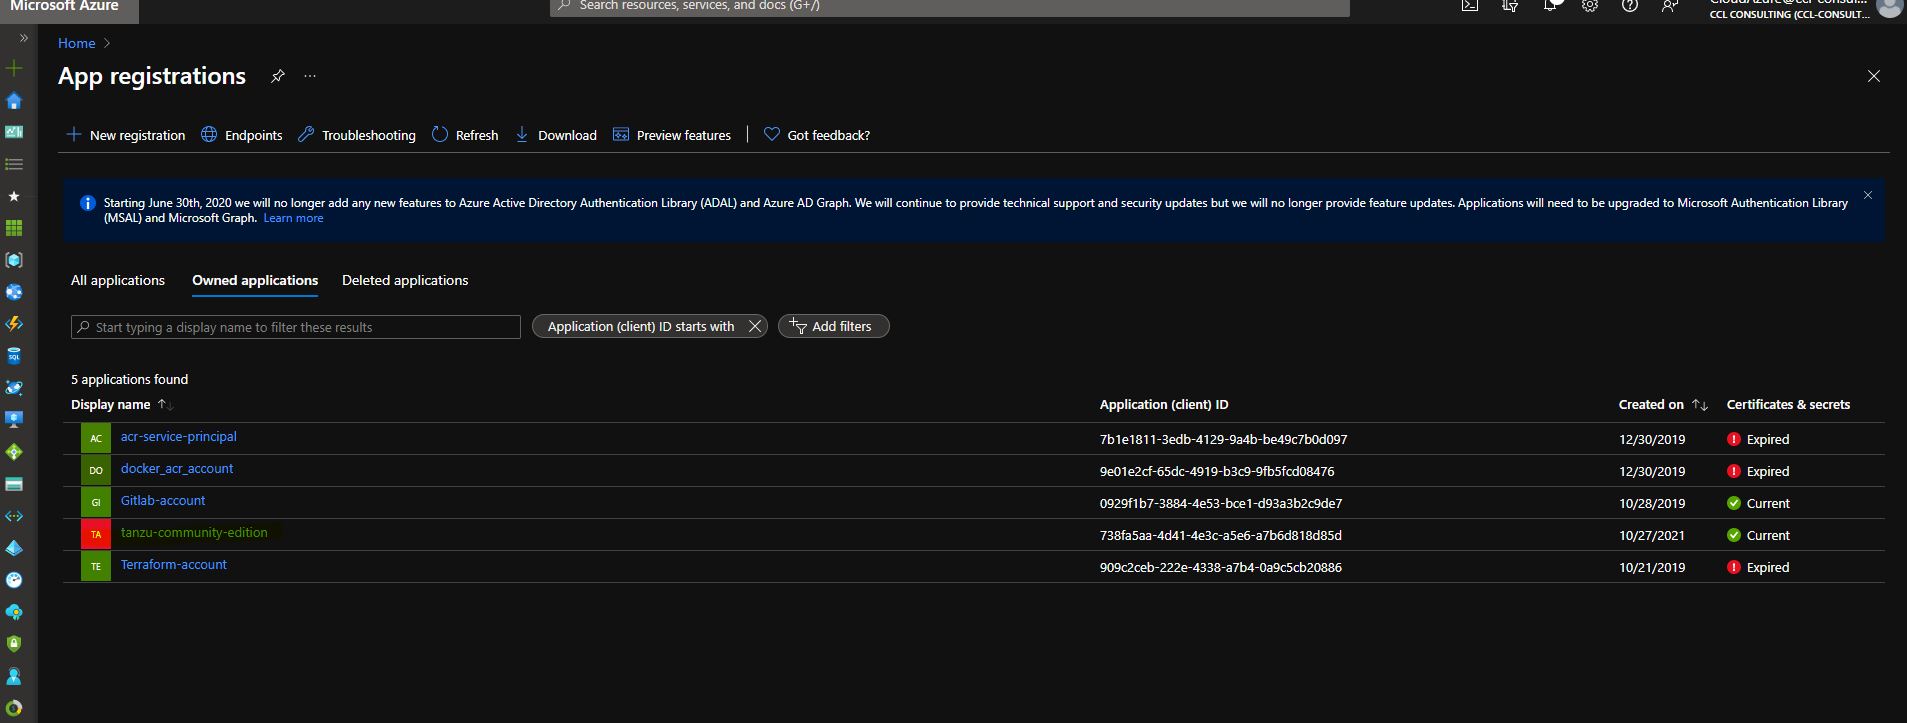 Microsoft Azure
Search resources, services, and docs (G+/)
CCL CONSULTING (CCL-CONSULT...
Home
App registrations
New registration Endpoints Troubleshooting Refresh Download Preview features Got feedback?
Starting June 30th, 2020 we will no longer add any new features to Azure Active Directory Authentication Library (ADAL) and Azure AD Graph. We will continue to provide technical support and security updates but we will no longer provide feature updates. Applications will need to be upgraded to Microsoft Authentication Library
(MSAL) and Microsoft Graph. Learn more
All applications Owned applications Deleted applications
Start typing a display name to filter these results Application (client) ID starts with Add filters
5 applications found
Display name Application (client) ID Created on Certificates & secrets
AC acr-service-principal 7b1e1811-3edb-4129-9a4b-be49c7b0d097 12/30/2019 Expired
DO docker_acr_account 9e01e2cf-65dc-4919-b3c9-9fb5fcd08476 12/30/2019 Expired
GI Gitlab-account 0929f1b7-3884-4e53-bce1-d93a3b2c9de7 10/28/2019 Current
TA tanzu-community-edition 738fa5aa-4d41-4e3c-a5e6-a7b6d818d85d 10/27/2021 Current
TE Terraform-account 909c2ceb-222e-4338-a7b4-0a9c5cb20886 10/21/2019 Expired